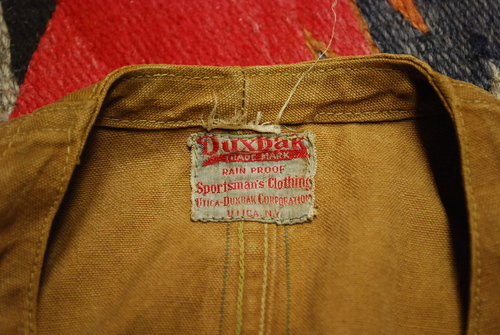 Duxbak
TRADE MARK
RAIN PROOF
Sportsman's Clothing
UTICA-DUXBAK CORPORATION
UTICA, N.Y.